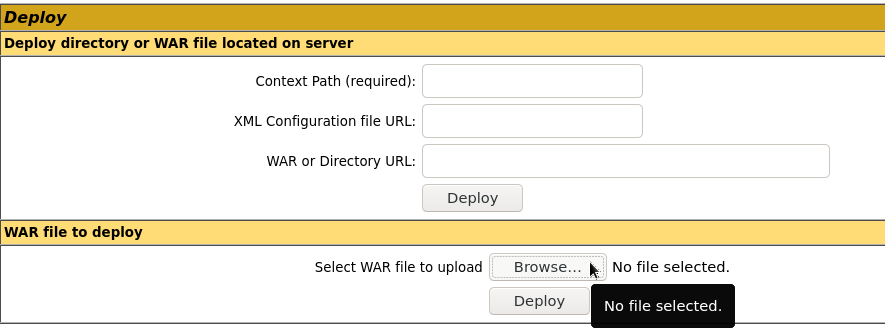 Deploy
Deploy directory or WAR file located on server
Context Path (required):
XML Configuration file URL:
WAR or Directory URL:
Deploy
WAR file to deploy
Select WAR file to upload Browse... No file selected.
Deploy No file selected.